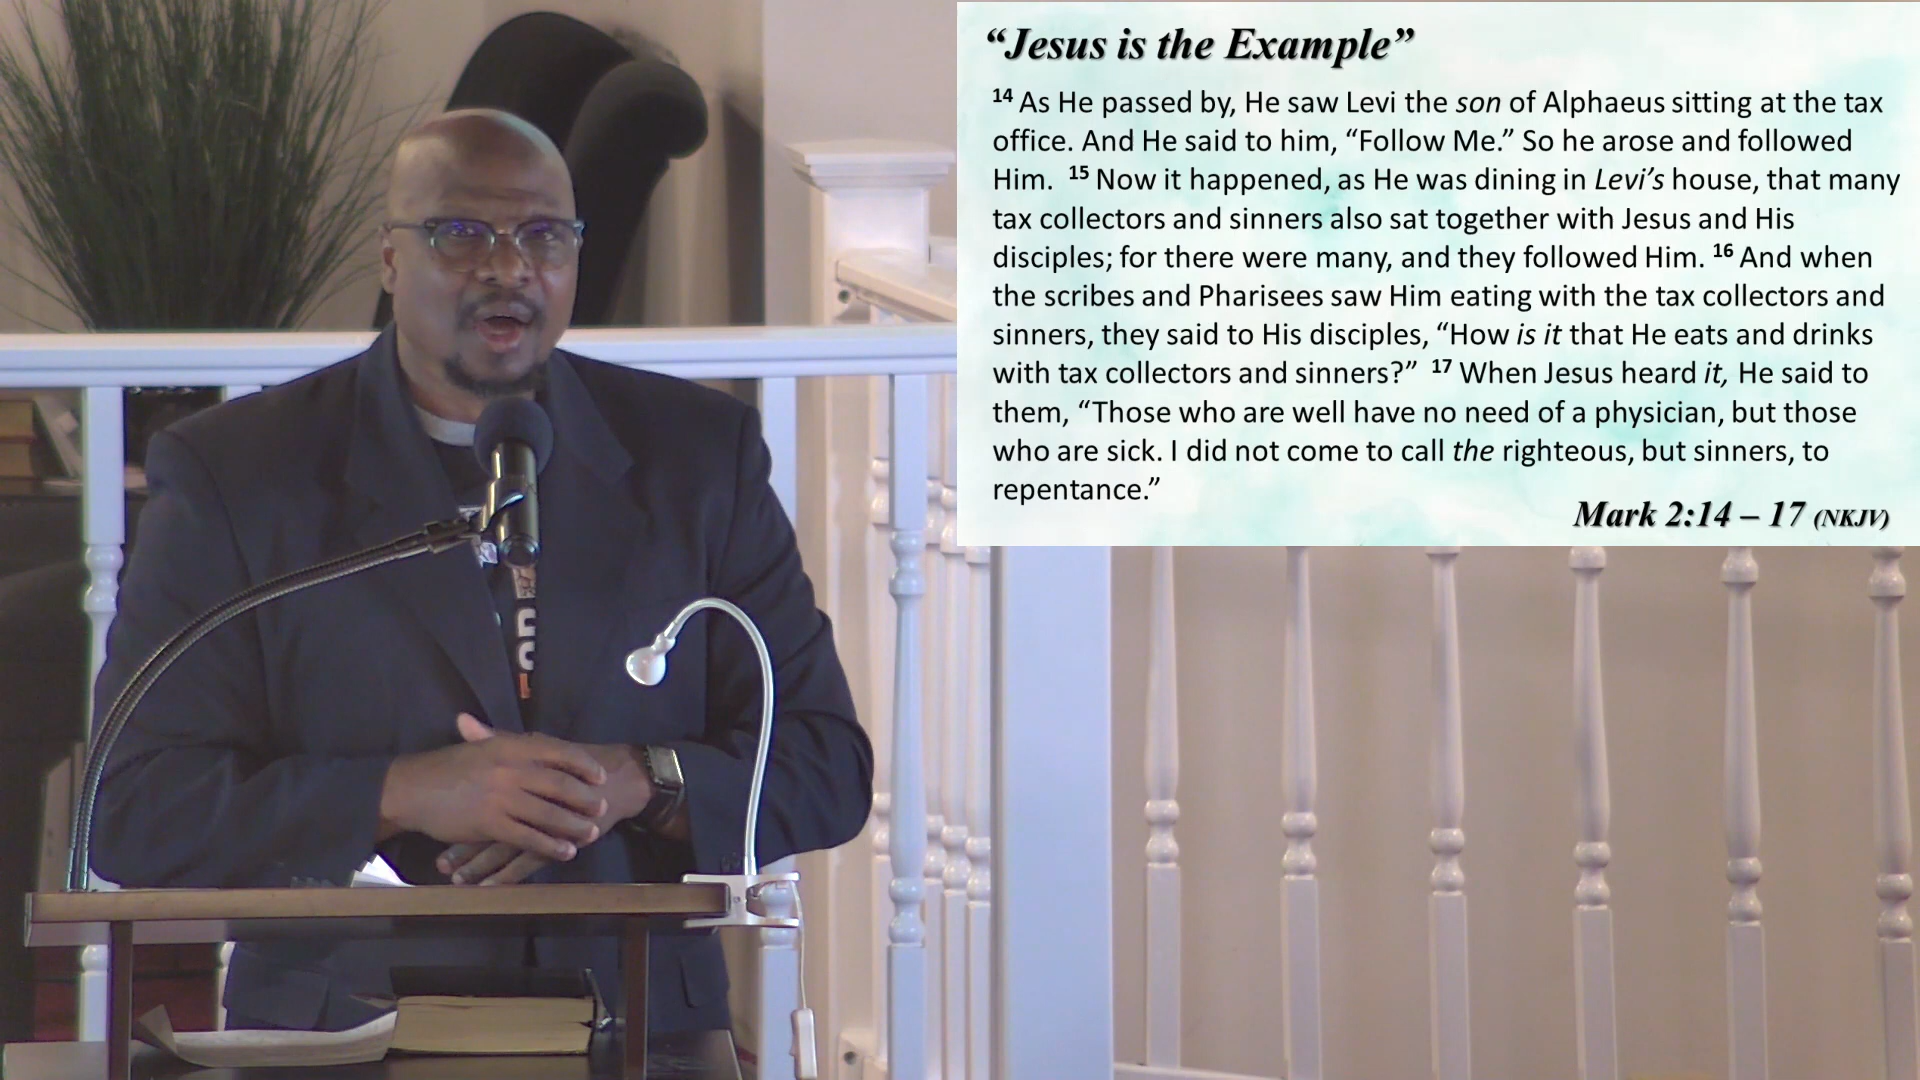 “Jesus is the Example”
14 As He passed by, He saw Levi the son of Alphaeus sitting at the tax
office. And He said to him, “Follow Me.” So he arose and followed
Him. 15 Now it happened, as He was dining in Levi’s house, that many
tax collectors and sinners also sat together with Jesus and His
disciples; for there were many, and they followed Him. 16 And when
the scribes and Pharisees saw Him eating with the tax collectors and
sinners, they said to His disciples, “How is it that He eats and drinks
with tax collectors and sinners?” 17 When Jesus heard it, He said to
them, “Those who are well have no need of a physician, but those
who are sick. I did not come to call the righteous, but sinners, to
repentance.”
Mark 2:14 – 17 (NKJV)